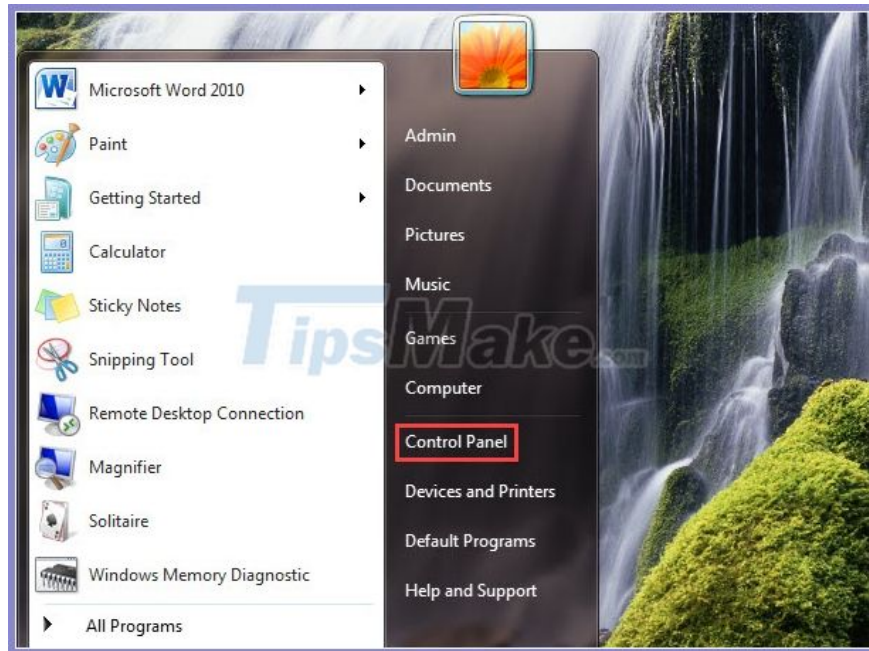 Microsoft Word 2010
Paint
Getting Started
Calculator
Sticky Notes
Snipping Tool
Remote Desktop Connection
Magnifier
Solitaire
Windows Memory Diagnostic
All Programs
Admin
Documents
Pictures
Music
Games
Computer
Control Panel
Devices and Printers
Default Programs
Help and Support
TipsMake.com